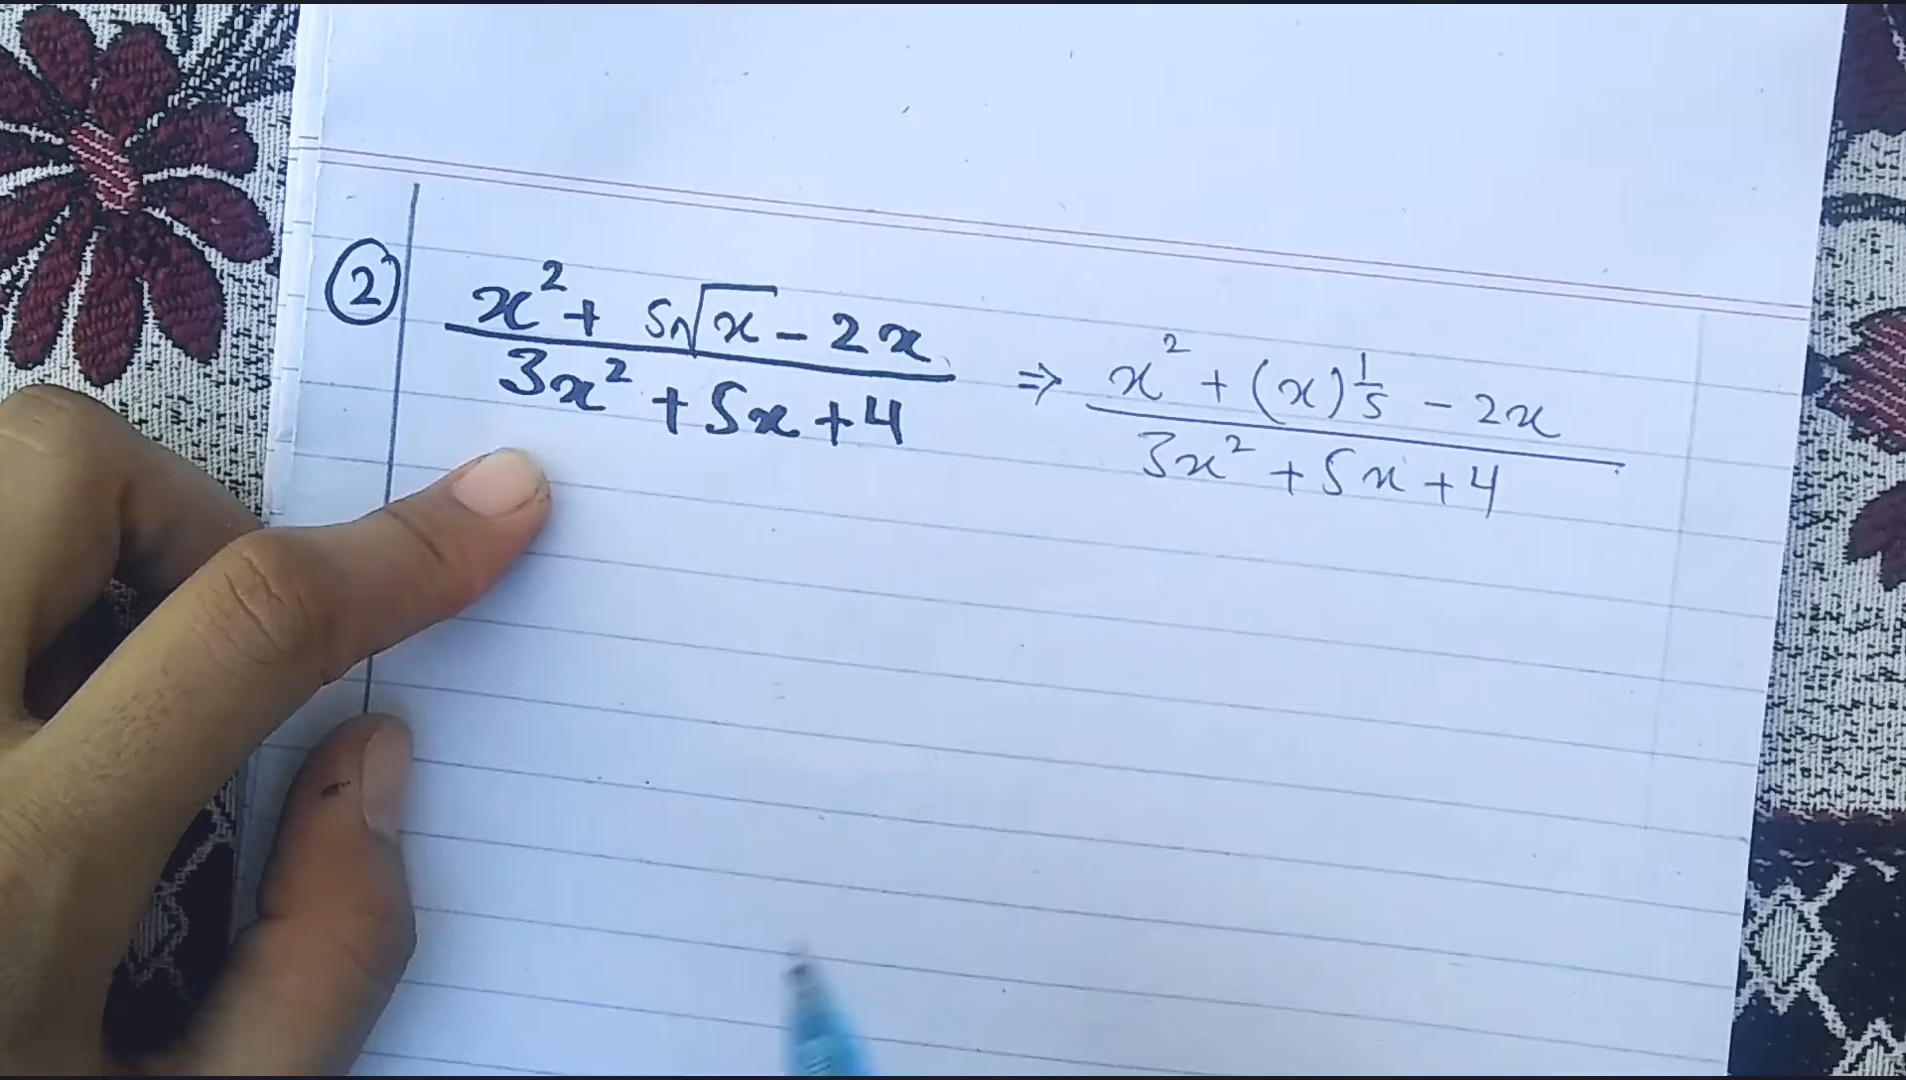 ② x² + 5√x - 2x / 3x² + 5x + 4 ⇒ x² + (x)^1/5 - 2x / 3x² + 5x + 4